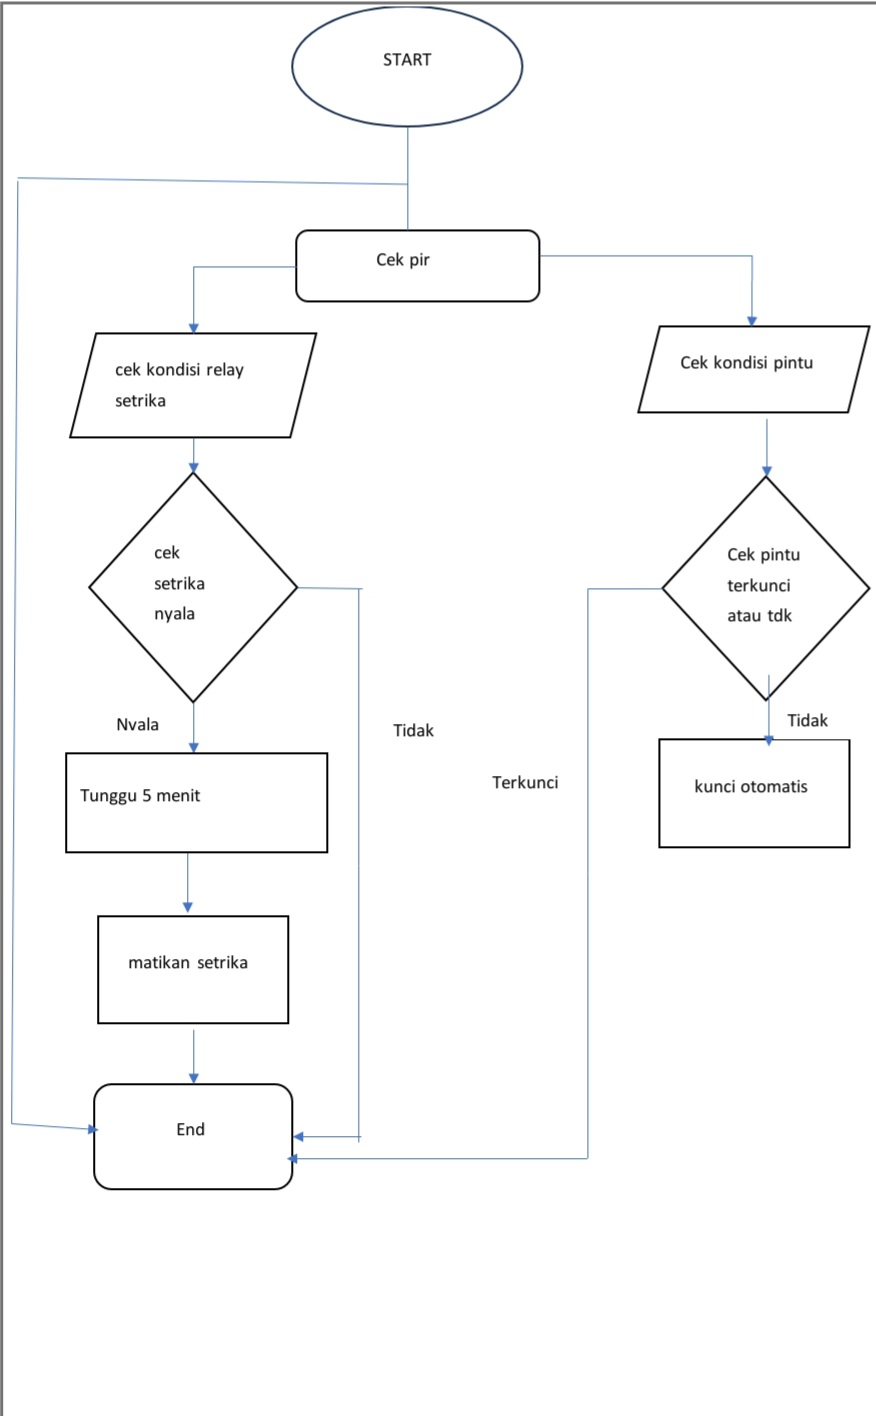 START
Cek pir
cek kondisi relay
setrika
Cek kondisi pintu
cek
setrika
nyala
Cek pintu
terkunci
atau tdk
Nvala
Tidak
Tidak
Terkunci
Tunggu 5 menit
kunci otomatis
matikan setrika
End